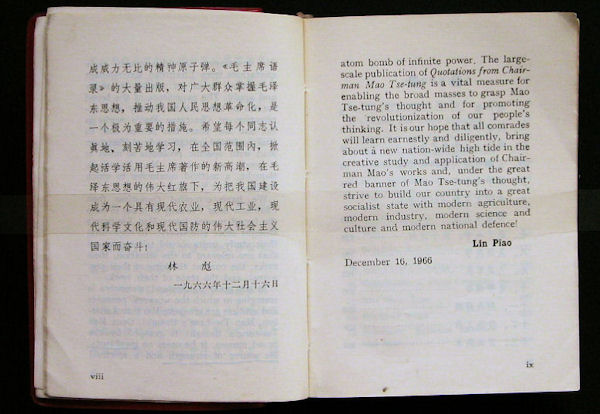 成威力无比的精神原子弹。《毛主席语
录》的大量出版，对广大群众掌握毛泽
东思想，推动我国人民思想革命化，是
一个极为重要的措施。希望每个同志认
真地，刻苦地学习，在全国范围内，掀
起活学活用毛主席著作的新高潮，在毛
泽东思想的伟大红旗下，为把我国建设
成为一个具有现代农业，现代工业，现
代科学文化和现代国防的伟大社会主义
国家而奋斗！
林 彪
一九六六年十二月十六日
viii
atom bomb of infinite power. The large-
scale publication of Quotations from Chair-
man Mao Tse-tung is a vital measure for
enabling the broad masses to grasp Mao
Tse-tung's thought and for promoting
the revolutionization of our people's
thinking. It is our hope that all comrades
will learn earnestly and diligently, bring
about a new nation-wide high tide in the
creative study and application of Chair-
man Mao's works and, under the great
red banner of Mao Tse-tung's thought,
strive to build our country into a great
socialist state with modern agriculture,
modern industry, modern science and
culture and modern national defence!
Lin Piao
December 16, 1966
ix